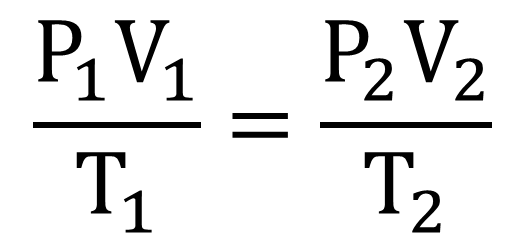 P₁V₁ = P₂V₂
T₁ T₂